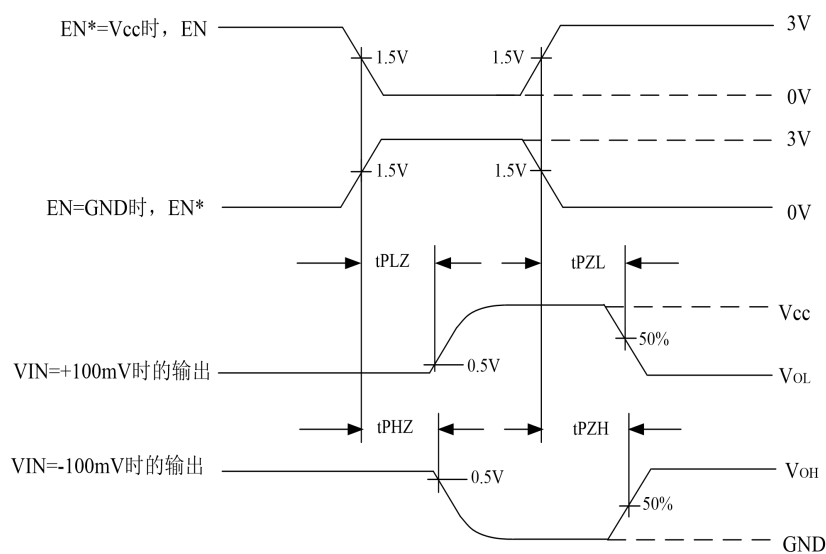 EN*=Vcc时，EN
3V
1.5V
1.5V
0V
3V
1.5V
1.5V
EN=GND时，EN*
0V
tPLZ
tPZL
Vcc
50%
VIN=+100mV时的输出
0.5V
VOL
tPHZ
tPZH
VIN=-100mV时的输出
0.5V
VOH
50%
GND